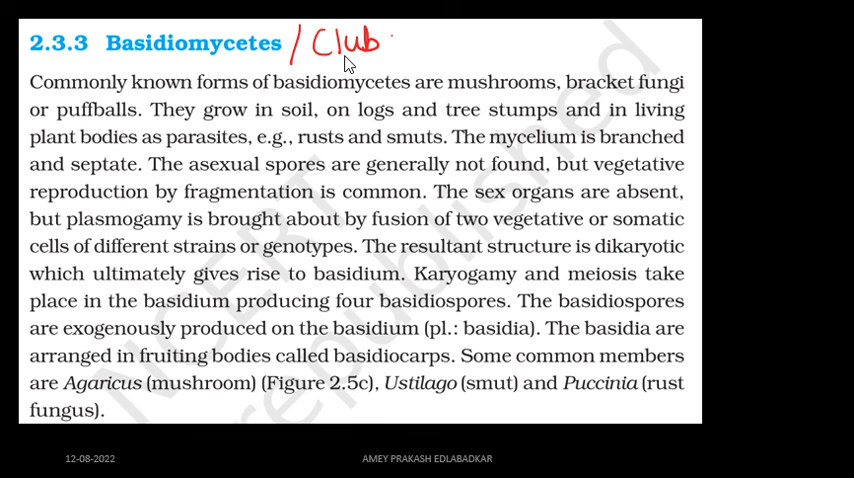 2.3.3 Basidiomycetes / Club
Commonly known forms of basidiomycetes are mushrooms, bracket fungi
or puffballs. They grow in soil, on logs and tree stumps and in living
plant bodies as parasites, e.g., rusts and smuts. The mycelium is branched
and septate. The asexual spores are generally not found, but vegetative
reproduction by fragmentation is common. The sex organs are absent,
but plasmogamy is brought about by fusion of two vegetative or somatic
cells of different strains or genotypes. The resultant structure is dikaryotic
which ultimately gives rise to basidium. Karyogamy and meiosis take
place in the basidium producing four basidiospores. The basidiospores
are exogenously produced on the basidium (pl.: basidia). The basidia are
arranged in fruiting bodies called basidiocarps. Some common members
are Agaricus (mushroom) (Figure 2.5c), Ustilago (smut) and Puccinia (rust
fungus).
NCERT
republished
12-08-2022
AMEY PRAKASH EDLABADKAR